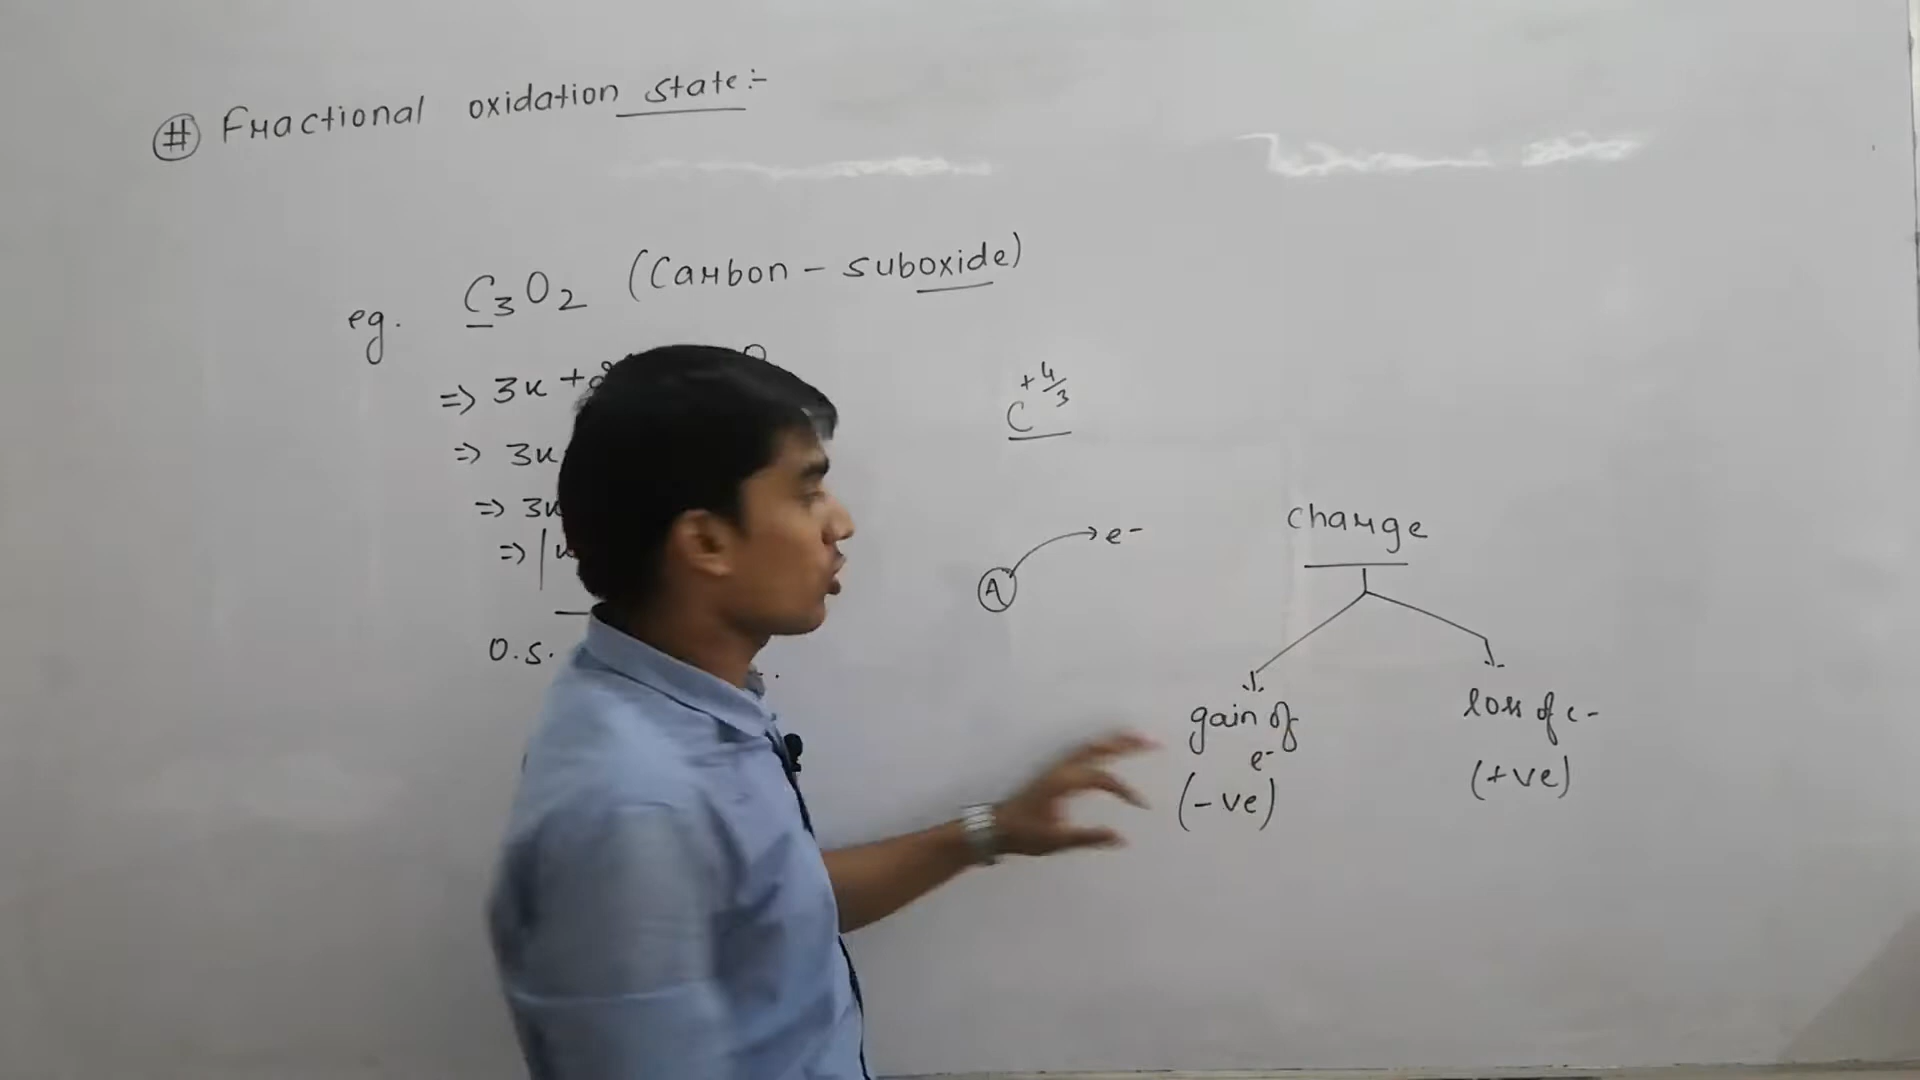 # Fractional oxidation state:-
eg. C3O2 (Carbon - suboxide)
=> 3x +
=> 3x
=> 3x
=>
O.S.
C +4/3
A → e-
charge
gain of e- (-ve)
loss of e- (+ve)